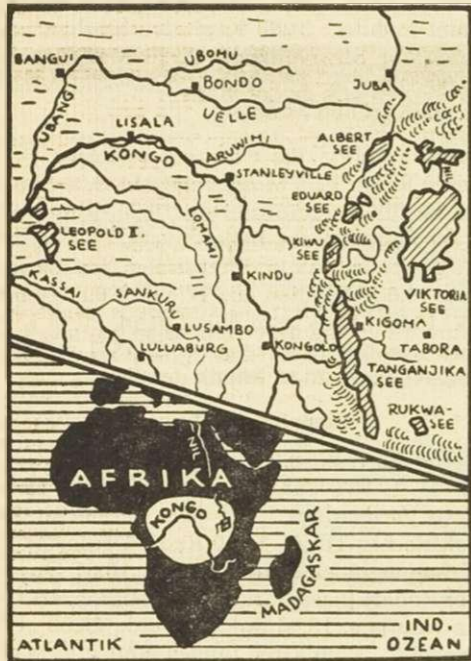 BANGUI
UBOMU
BONDO
JUBA
UBANGI
UELLE
LISALA
KONGO
ARUWIMI
ALBERT
SEE
STANLEYVILLE
EDUARD
SEE
LEOPOLD II.
SEE
LOMAMI
KIWU
SEE
KASSAI
KINDU
SANKURU
VIKTORIA
SEE
LUSAMBO
KIGOMA
LULUABURG
KONGOLO
TABORA
TANGANJIKA
SEE
RUKWA-
SEE
NIL
AFRIKA
KONGO
MADAGASKAR
ATLANTIK
IND.
OZEAN